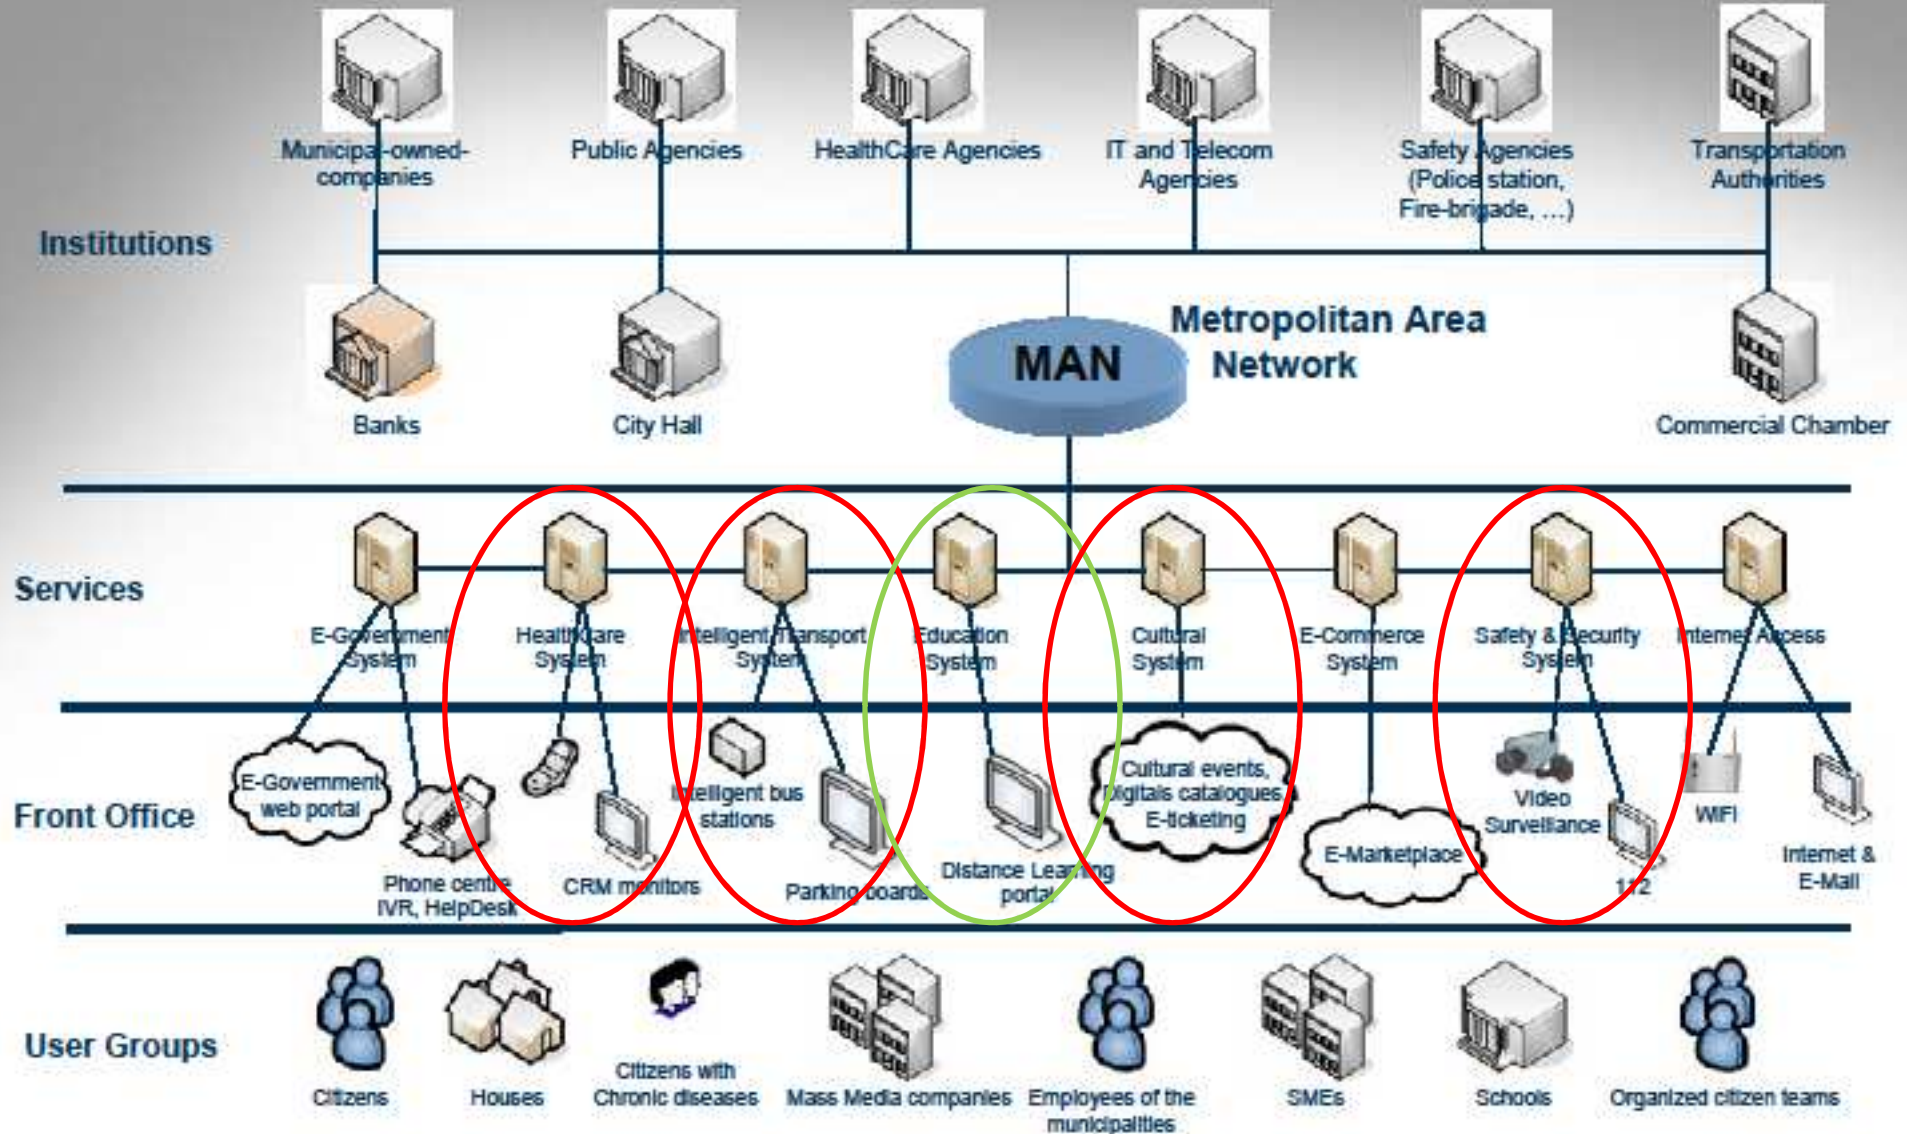 Municipal-owned-
companies
Public Agencies
HealthCare Agencies
IT and Telecom
Agencies
Safety Agencies
(Police station,
Fire-brigade, ...)
Transportation
Authorities
Institutions
Banks
City Hall
MAN
Metropolitan Area
Network
Commercial Chamber
Services
E-Government
System
HealthCare
System
Intelligent Transport
System
Education
System
Cultural
System
E-Commerce
System
Safety & Security
System
Internet Access
Front Office
E-Government
web portal
Phone centre
IVR, HelpDesk
CRM monitors
Intelligent bus
stations
Parking boards
Distance Learning
portal
Cultural events,
Digitals catalogues,
E-ticketing
E-Marketplace
Video
Surveillance
112
WIFI
Internet &
E-Mail
User Groups
Citizens
Houses
Citizens with
Chronic diseases
Mass Media companies
Employees of the
municipalities
SMEs
Schools
Organized citizen teams